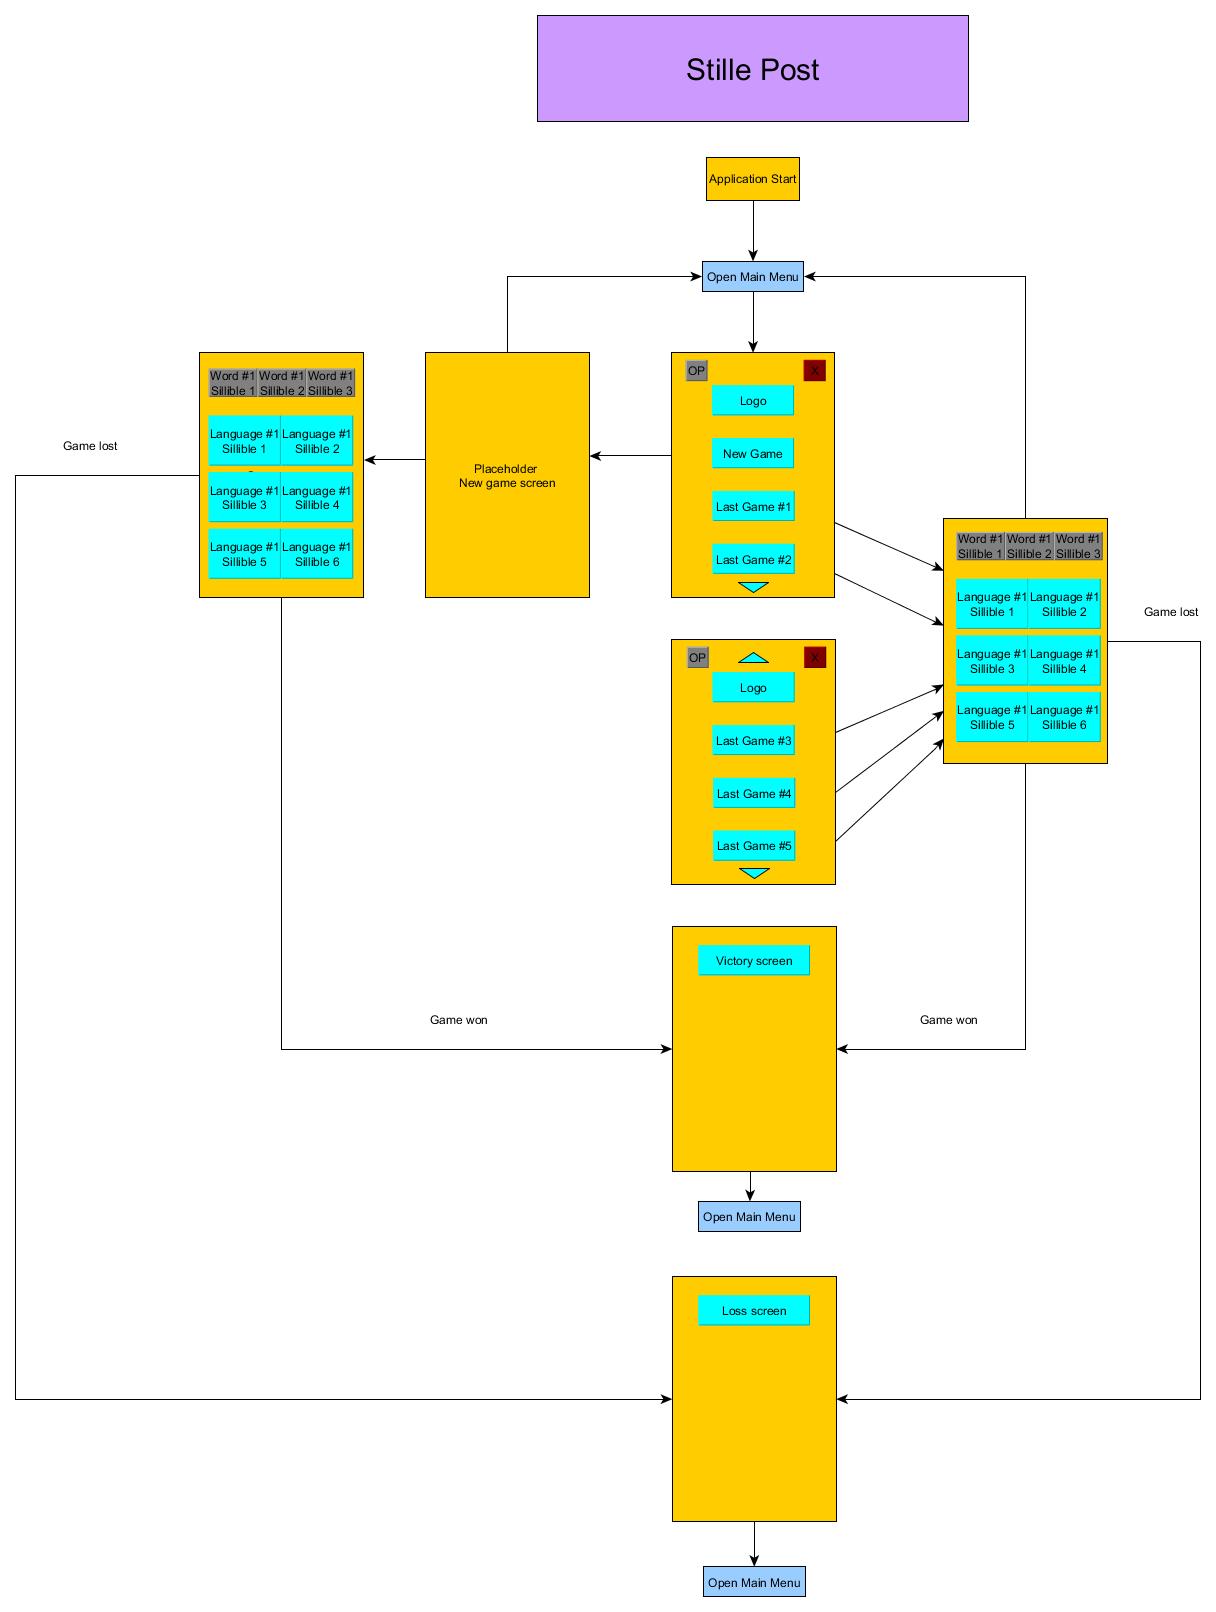 Stille Post
Application Start
Open Main Menu
Word #1 Word #1 Word #1
Sillible 1 Sillible 2 Sillible 3
Language #1 Language #1
Sillible 1 Sillible 2
Language #1 Language #1
Sillible 3 Sillible 4
Language #1 Language #1
Sillible 5 Sillible 6
Game lost
Placeholder
New game screen
OP X
Logo
New Game
Last Game #1
Last Game #2
Word #1 Word #1 Word #1
Sillible 1 Sillible 2 Sillible 3
Language #1 Language #1
Sillible 1 Sillible 2
Language #1 Language #1
Sillible 3 Sillible 4
Language #1 Language #1
Sillible 5 Sillible 6
Game lost
OP X
Logo
Last Game #3
Last Game #4
Last Game #5
Victory screen
Game won
Game won
Open Main Menu
Loss screen
Open Main Menu